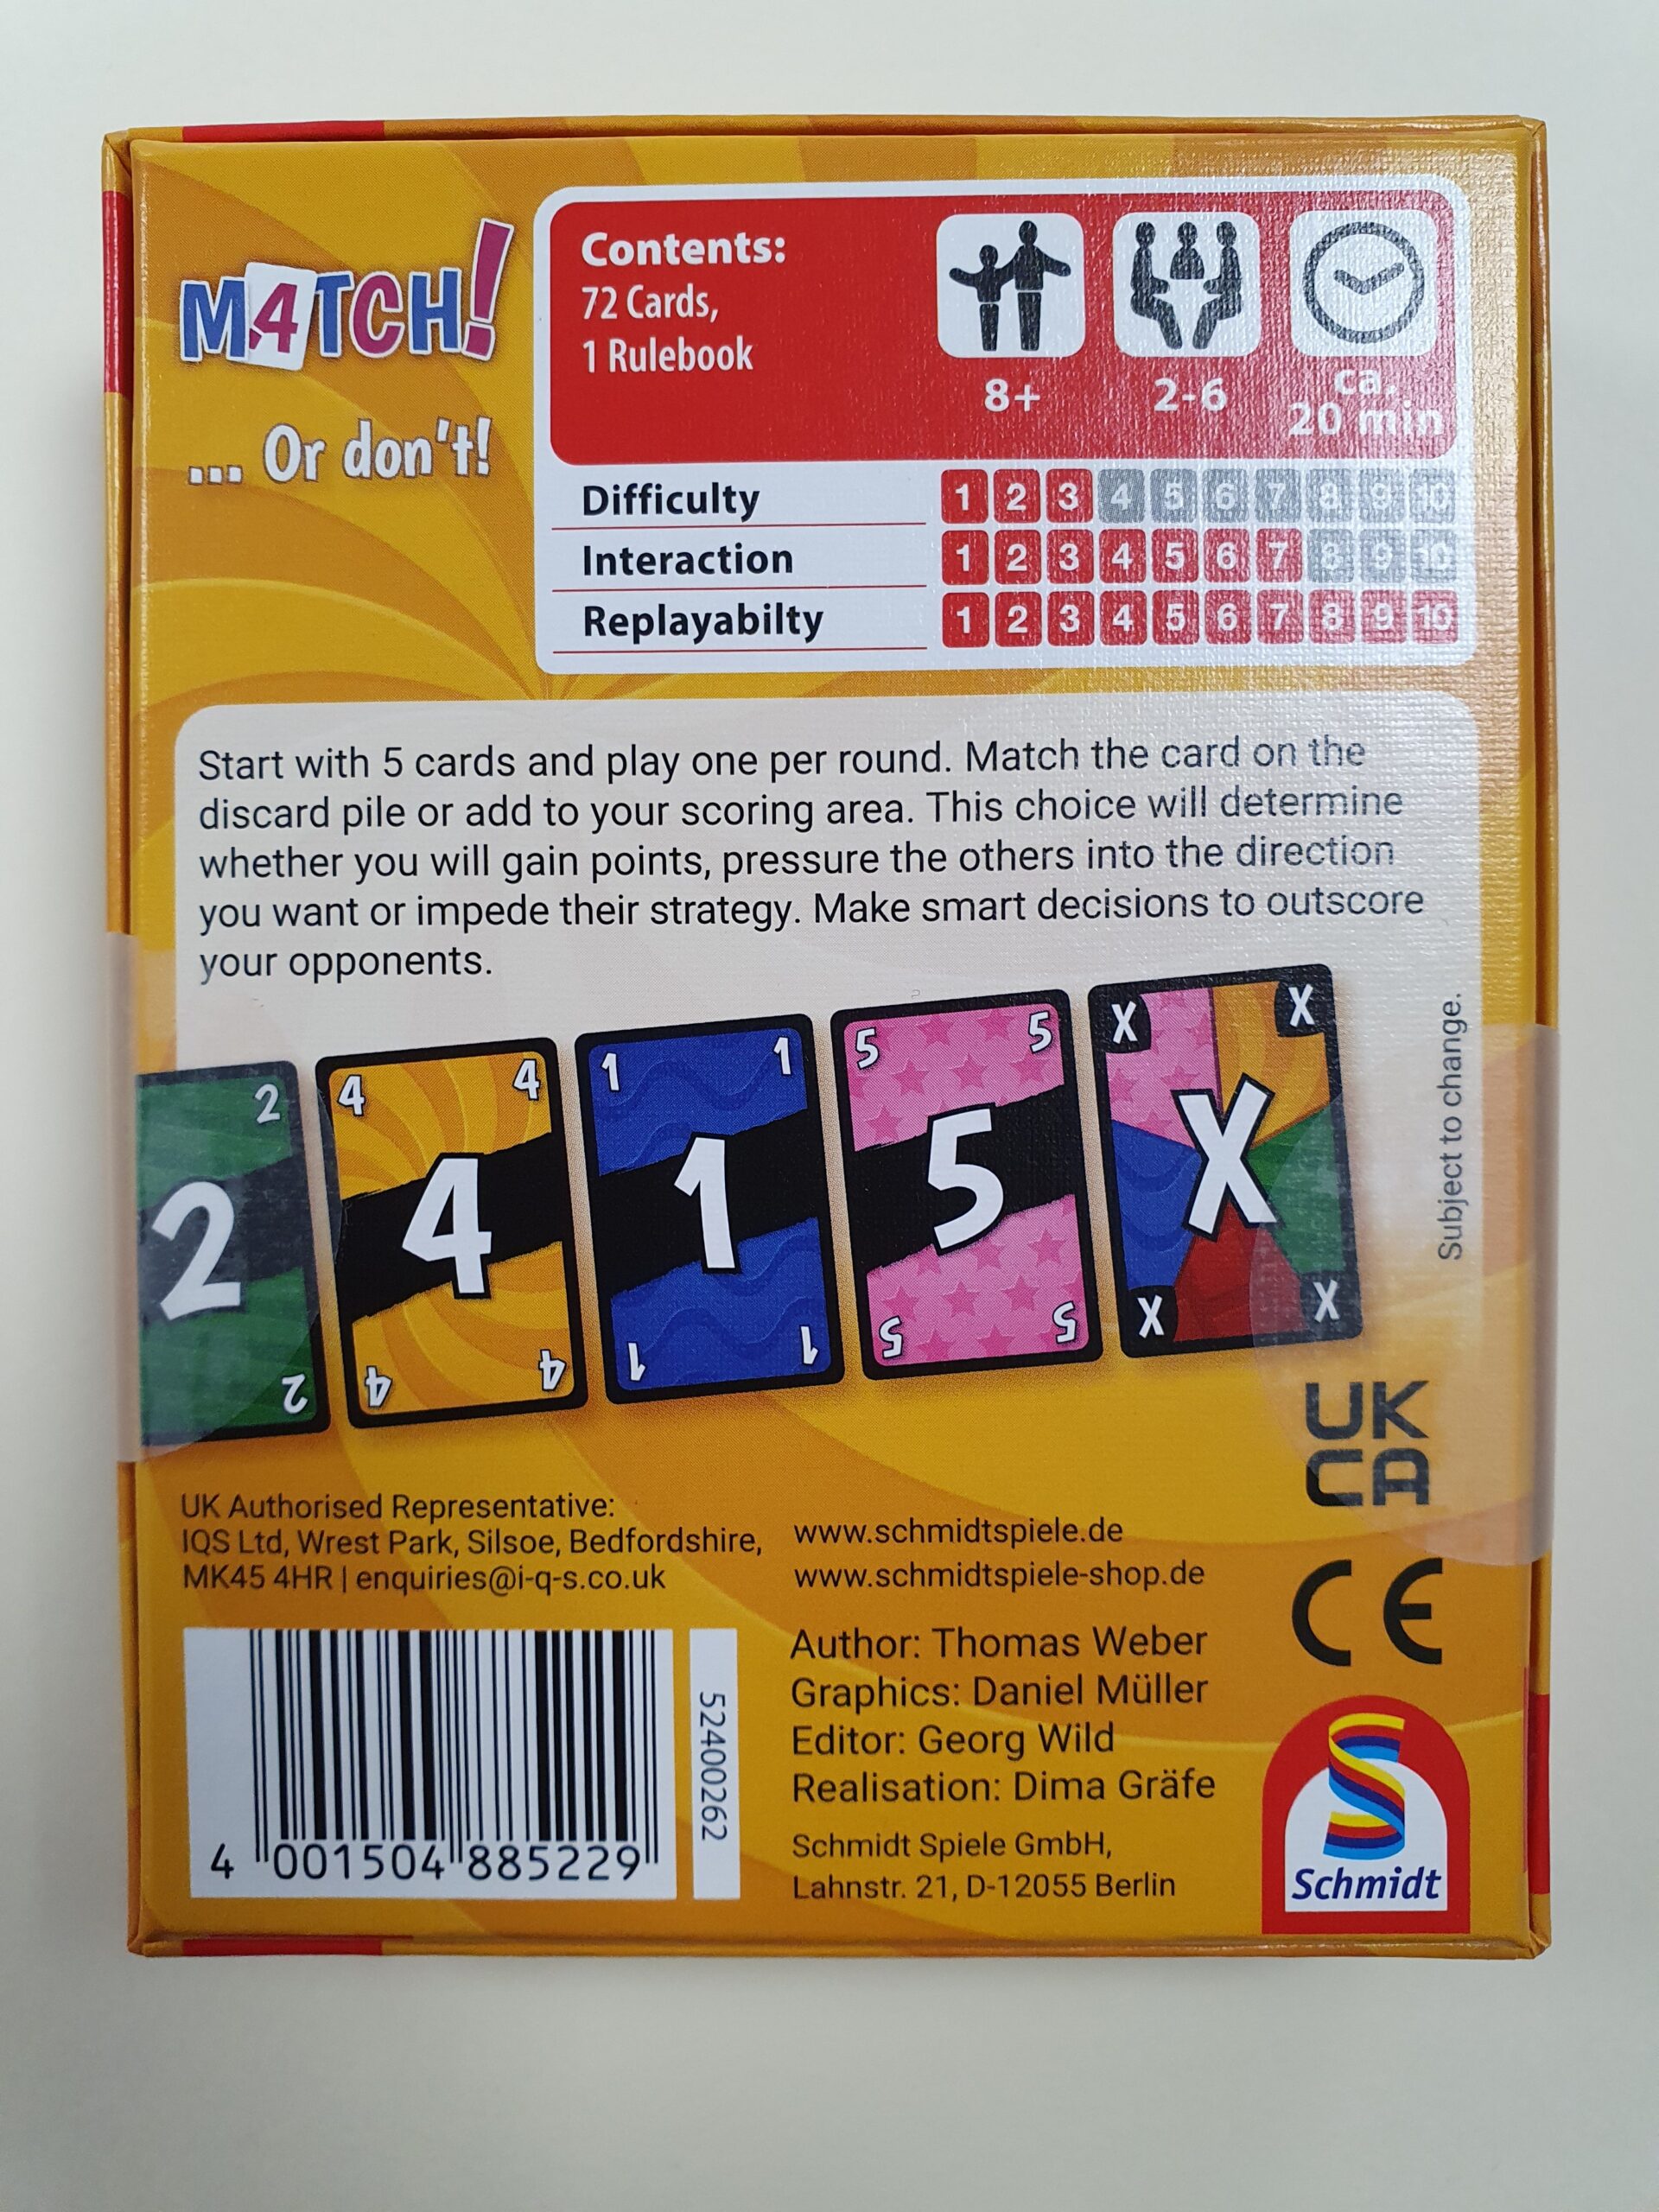 M4TCH!
... Or don't!
Contents:
72 Cards,
1 Rulebook
8+
2-6
ca.
20 min
Difficulty 1 2 3 4 5 6 7 8 9 10
Interaction 1 2 3 4 5 6 7 8 9 10
Replayabilty 1 2 3 4 5 6 7 8 9 10
Start with 5 cards and play one per round. Match the card on the
discard pile or add to your scoring area. This choice will determine
whether you will gain points, pressure the others into the direction
you want or impede their strategy. Make smart decisions to outscore
your opponents.
2
2
2
4 4
4
4 4
1 1
1
1 1
5 5
5
5 5
X X
X
X X
Subject to change.
UK
CA
UK Authorised Representative:
IQS Ltd, Wrest Park, Silsoe, Bedfordshire,
MK45 4HR | enquiries@i-q-s.co.uk
www.schmidtspiele.de
www.schmidtspiele-shop.de
CE
Author: Thomas Weber
Graphics: Daniel Müller
Editor: Georg Wild
Realisation: Dima Gräfe
Schmidt Spiele GmbH,
Lahnstr. 21, D-12055 Berlin
4 001504 885229
52400262
Schmidt